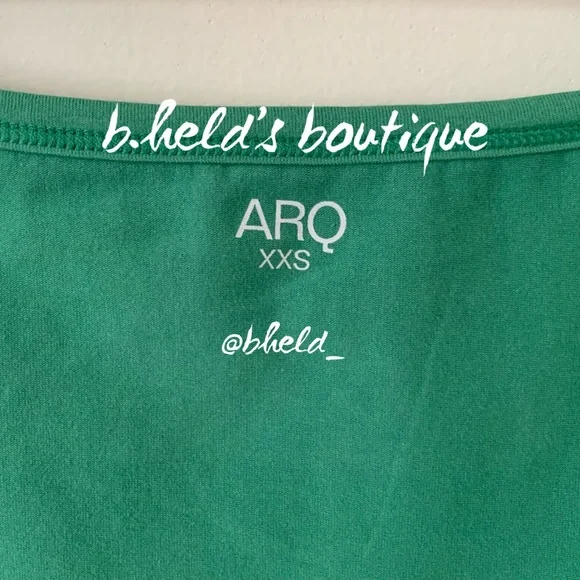 b.held's boutique
ARQ
XXS
@bheld_